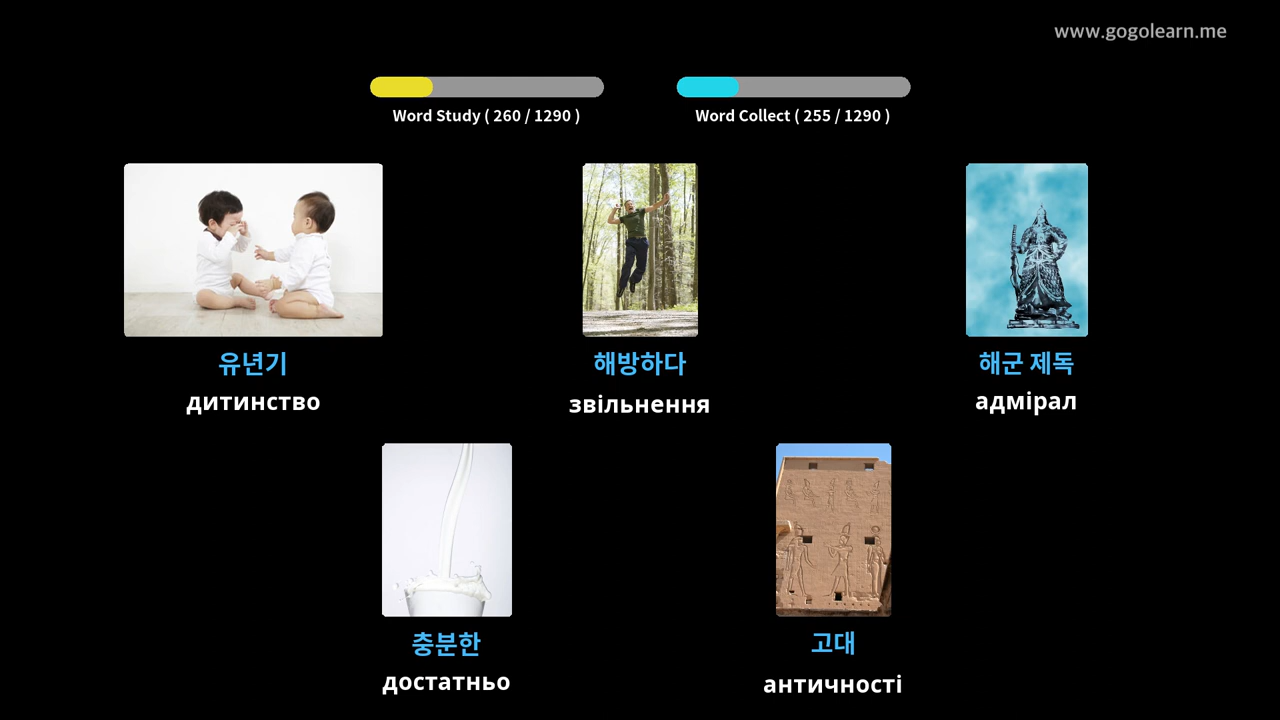 www.gogolearn.me
Word Study ( 260 / 1290 )
Word Collect ( 255 / 1290 )
유년기
해방하다
해군 제독
дитинство
звільнення
адмірал
충분한
고대
достатньо
античності